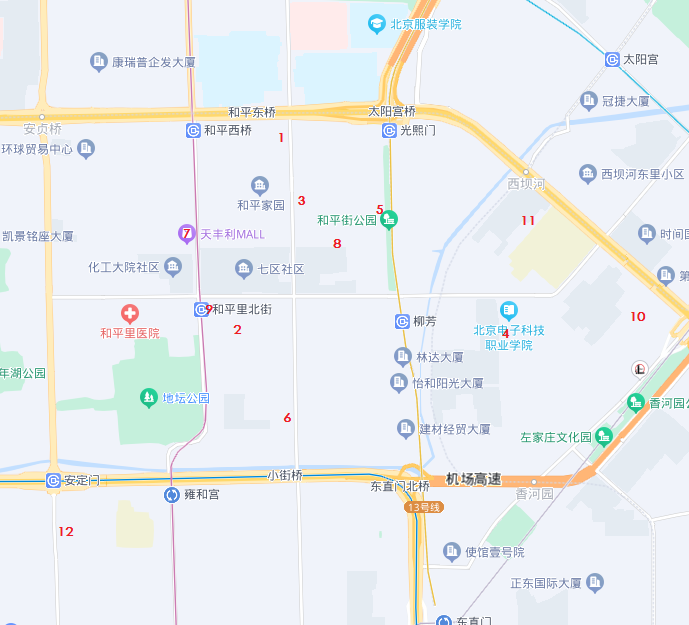 北京服装学院
康瑞普企发大厦
太阳宫
冠捷大厦
和平东桥
太阳宫桥
安贞桥
和平西桥
光熙门
1
环球贸易中心
西坝河东里小区
西坝河
和平家园
3
5
和平街公园
11
7
天丰利MALL
8
凯景铭座大厦
时间国
化工大院社区
七区社区
第
9
和平里北街
2
和平里医院
柳芳
4
北京电子科技
职业学院
10
林达大厦
年湖公园
怡和阳光大厦
地坛公园
香河园公
6
建材经贸大厦
左家庄文化园
安定门
小街桥
东直门北桥
机场高速
雍和宫
香河园
13号线
12
使馆壹号院
正东国际大厦
东直门